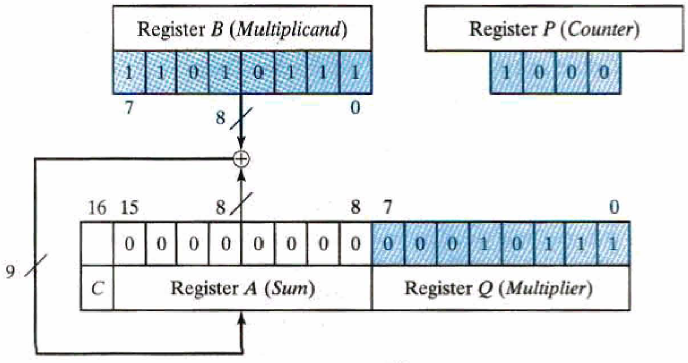 Register B (Multiplicand)
Register P (Counter)
1 1 0 1 0 1 1 1
1 0 0 0
7 8 0
16 15 8 8 7 0
0 0 0 0 0 0 0 0 0 0 0 1 0 1 1 1
9
C Register A (Sum) Register Q (Multiplier)